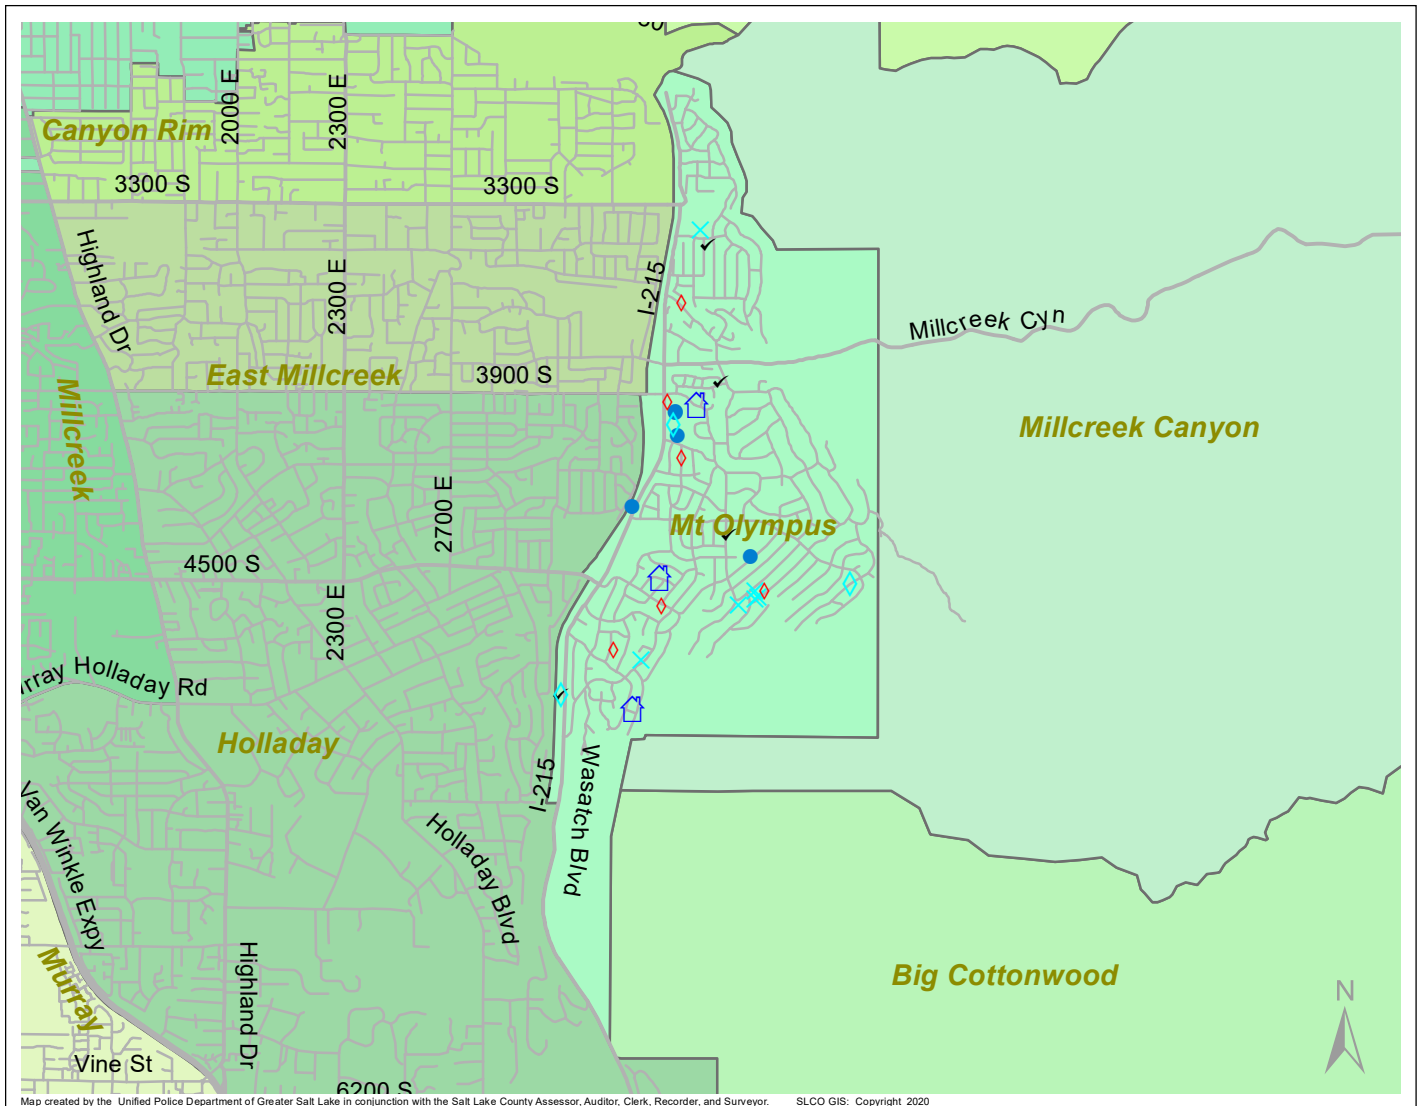 Canyon Rim
2000 E
2300 E
3300 S
3300 S
Highland Dr
2300 E
I-215
Millcreek Cyn
East Millcreek
3900 S
Millcreek
Millcreek Canyon
2700 E
Mt Olympus
4500 S
2300 E
rray Holladay Rd
Holladay
I-215
Wasatch Blvd
Van Winkle Expy
Holladay Blvd
Highland Dr
Murray
Big Cottonwood
N
Vine St
6200 S
Map created by the Unified Police Department of Greater Salt Lake in conjunction with the Salt Lake County Assessor, Auditor, Clerk, Recorder, and Surveyor. SLCO GIS: Copyright 2020